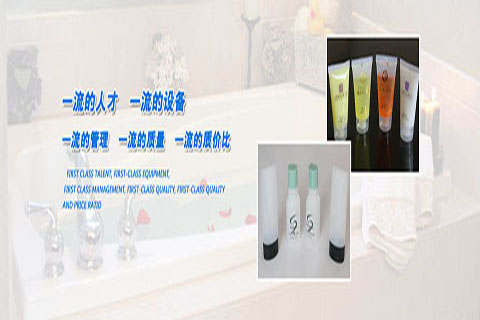 一流的人才 一流的设备
一流的管理 一流的质量 一流的质价比
FIRST CLASS TALENT, FIRST-CLASS EQUIPMENT,
FIRST CLASS MANAGEMENT, FIRST-CLASS QUALITY, FIRST-CLASS QUALITY
AND PRICE RATIO